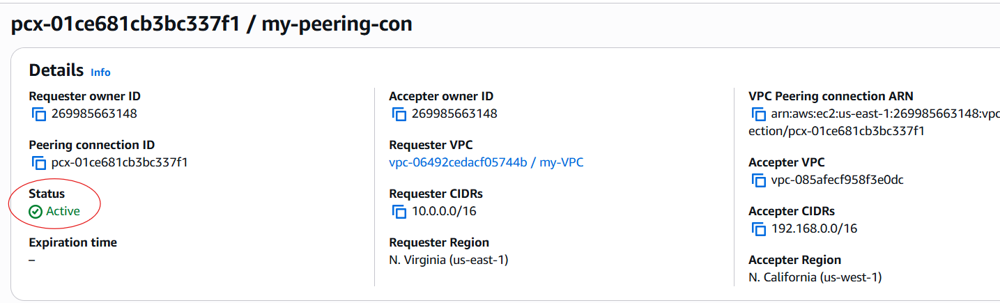 pcx-01ce681cb3bc337f1 / my-peering-con
Details Info
Requester owner ID
269985663148
Peering connection ID
pcx-01ce681cb3bc337f1
Status
Active
Expiration time
–
Accepter owner ID
269985663148
Requester VPC
vpc-06492cedacf05744b / my-VPC
Requester CIDRs
10.0.0.0/16
Requester Region
N. Virginia (us-east-1)
VPC Peering connection ARN
arn:aws:ec2:us-east-1:269985663148:vpc
ection/pcx-01ce681cb3bc337f1
Accepter VPC
vpc-085afecf958f3e0dc
Accepter CIDRs
192.168.0.0/16
Accepter Region
N. California (us-west-1)